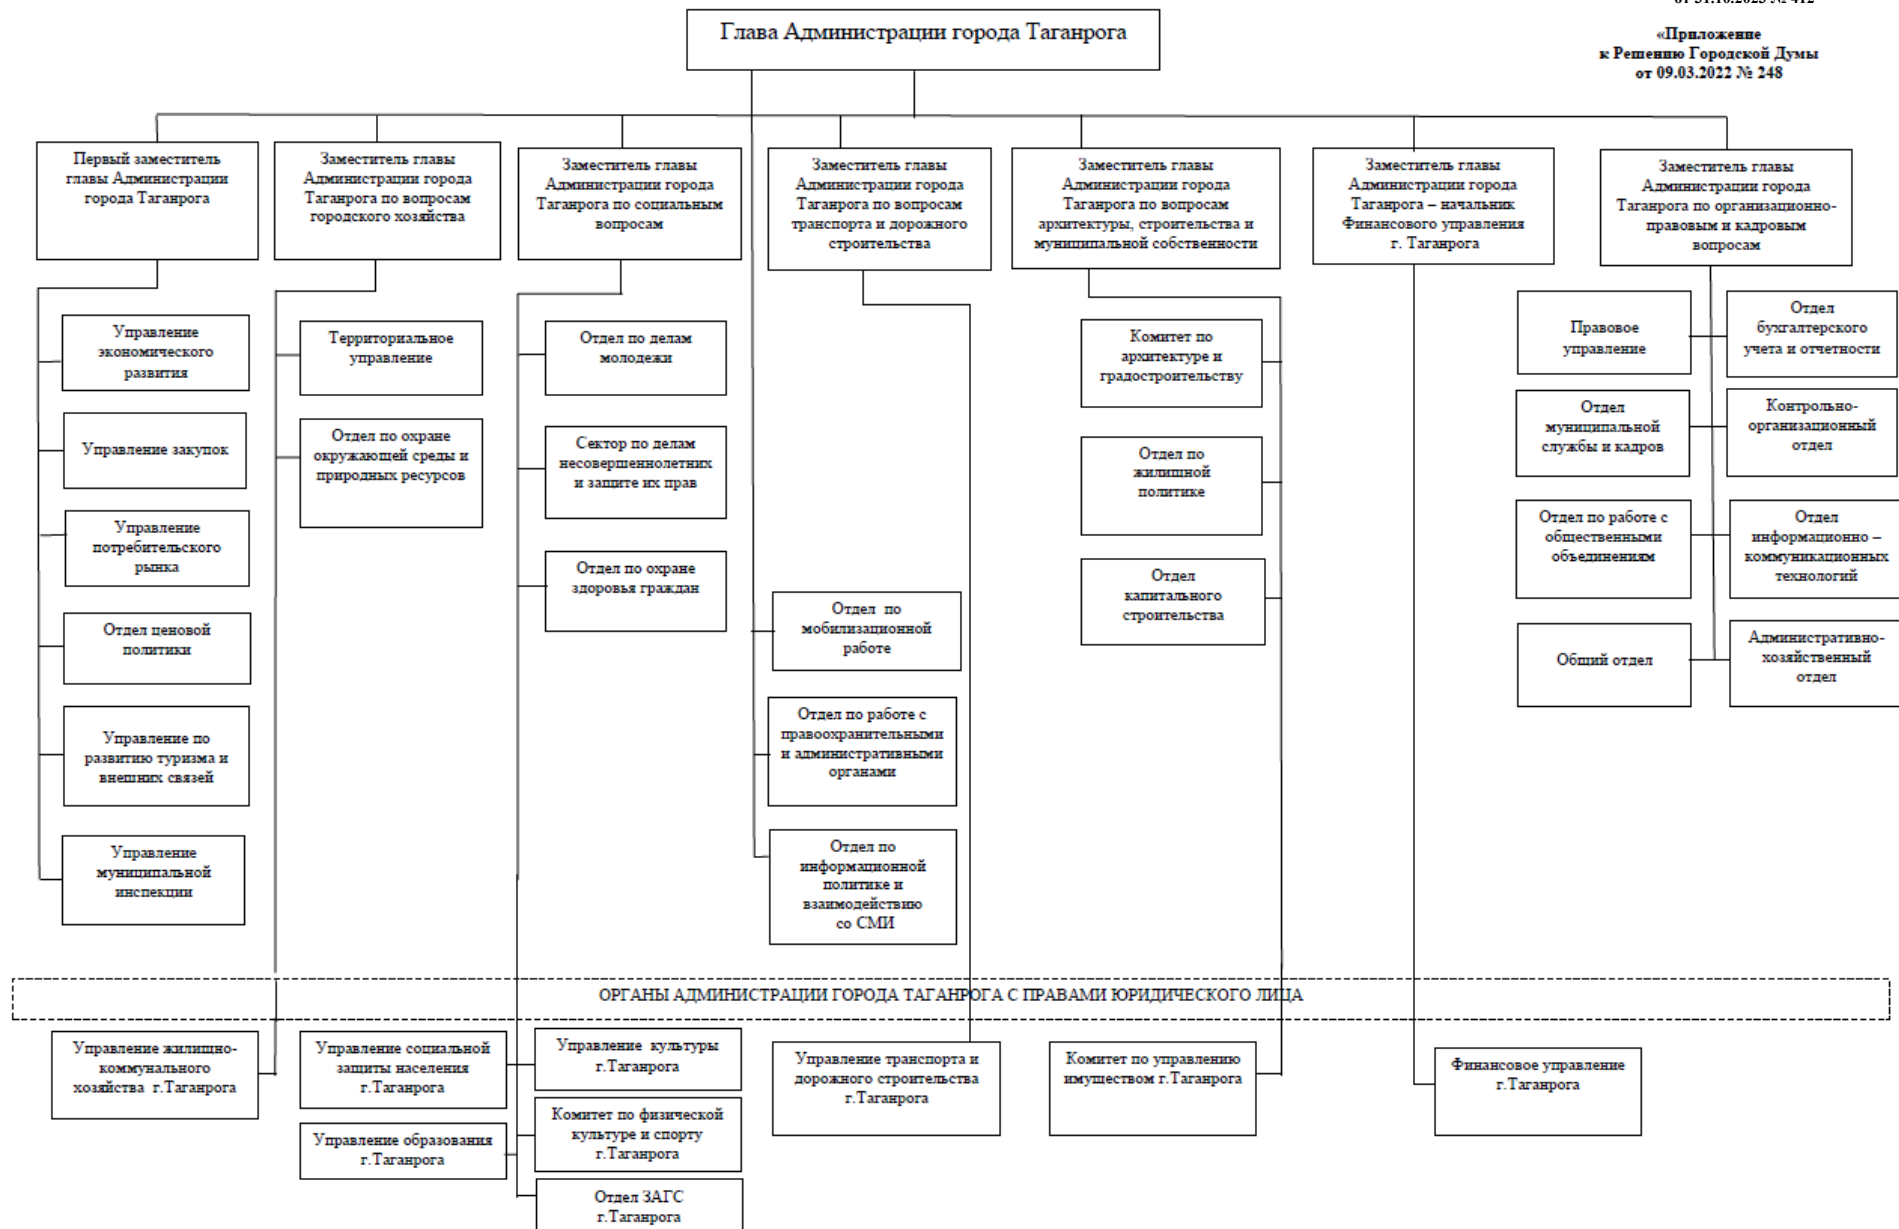 от 31.10.2023 № 412
Глава Администрации города Таганрога
«Приложение
к Решению Городской Думы
от 09.03.2022 № 248
Первый заместитель
главы Администрации
города Таганрога
Заместитель главы
Администрации города
Таганрога по вопросам
городского хозяйства
Заместитель главы
Администрации города
Таганрога по социальным
вопросам
Заместитель главы
Администрации города
Таганрога по вопросам
транспорта и дорожного
строительства
Заместитель главы
Администрации города
Таганрога по вопросам
архитектуры, строительства и
муниципальной собственности
Заместитель главы
Администрации города
Таганрога – начальник
Финансового управления
г. Таганрога
Заместитель главы
Администрации города
Таганрога по организационно-
правовым и кадровым
вопросам
Управление
экономического
развития
Управление закупок
Управление
потребительского
рынка
Отдел ценовой
политики
Управление по
развитию туризма и
внешних связей
Управление
муниципальной
инспекции
Территориальное
управление
Отдел по охране
окружающей среды и
природных ресурсов
Отдел по делам
молодежи
Сектор по делам
несовершеннолетних
и защите их прав
Отдел по охране
здоровья граждан
Отдел по
мобилизационной
работе
Отдел по работе с
правоохранительными
и административными
органами
Отдел по
информационной
политике и
взаимодействию
со СМИ
Комитет по
архитектуре и
градостроительству
Отдел по
жилищной
политике
Отдел
капитального
строительства
Правовое
управление
Отдел
бухгалтерского
учета и отчетности
Отдел
муниципальной
службы и кадров
Контрольно-
организационный
отдел
Отдел по работе с
общественными
объединениям
Отдел
информационно –
коммуникационных
технологий
Общий отдел
Административно-
хозяйственный
отдел
ОРГАНЫ АДМИНИСТРАЦИИ ГОРОДА ТАГАНРОГА С ПРАВАМИ ЮРИДИЧЕСКОГО ЛИЦА
Управление жилищно-
коммунального
хозяйства г.Таганрога
Управление социальной
защиты населения
г.Таганрога
Управление культуры
г.Таганрога
Управление образования
г.Таганрога
Комитет по физической
культуре и спорту
г.Таганрога
Отдел ЗАГС
г.Таганрога
Управление транспорта и
дорожного строительства
г.Таганрога
Комитет по управлению
имуществом г.Таганрога
Финансовое управление
г.Таганрога